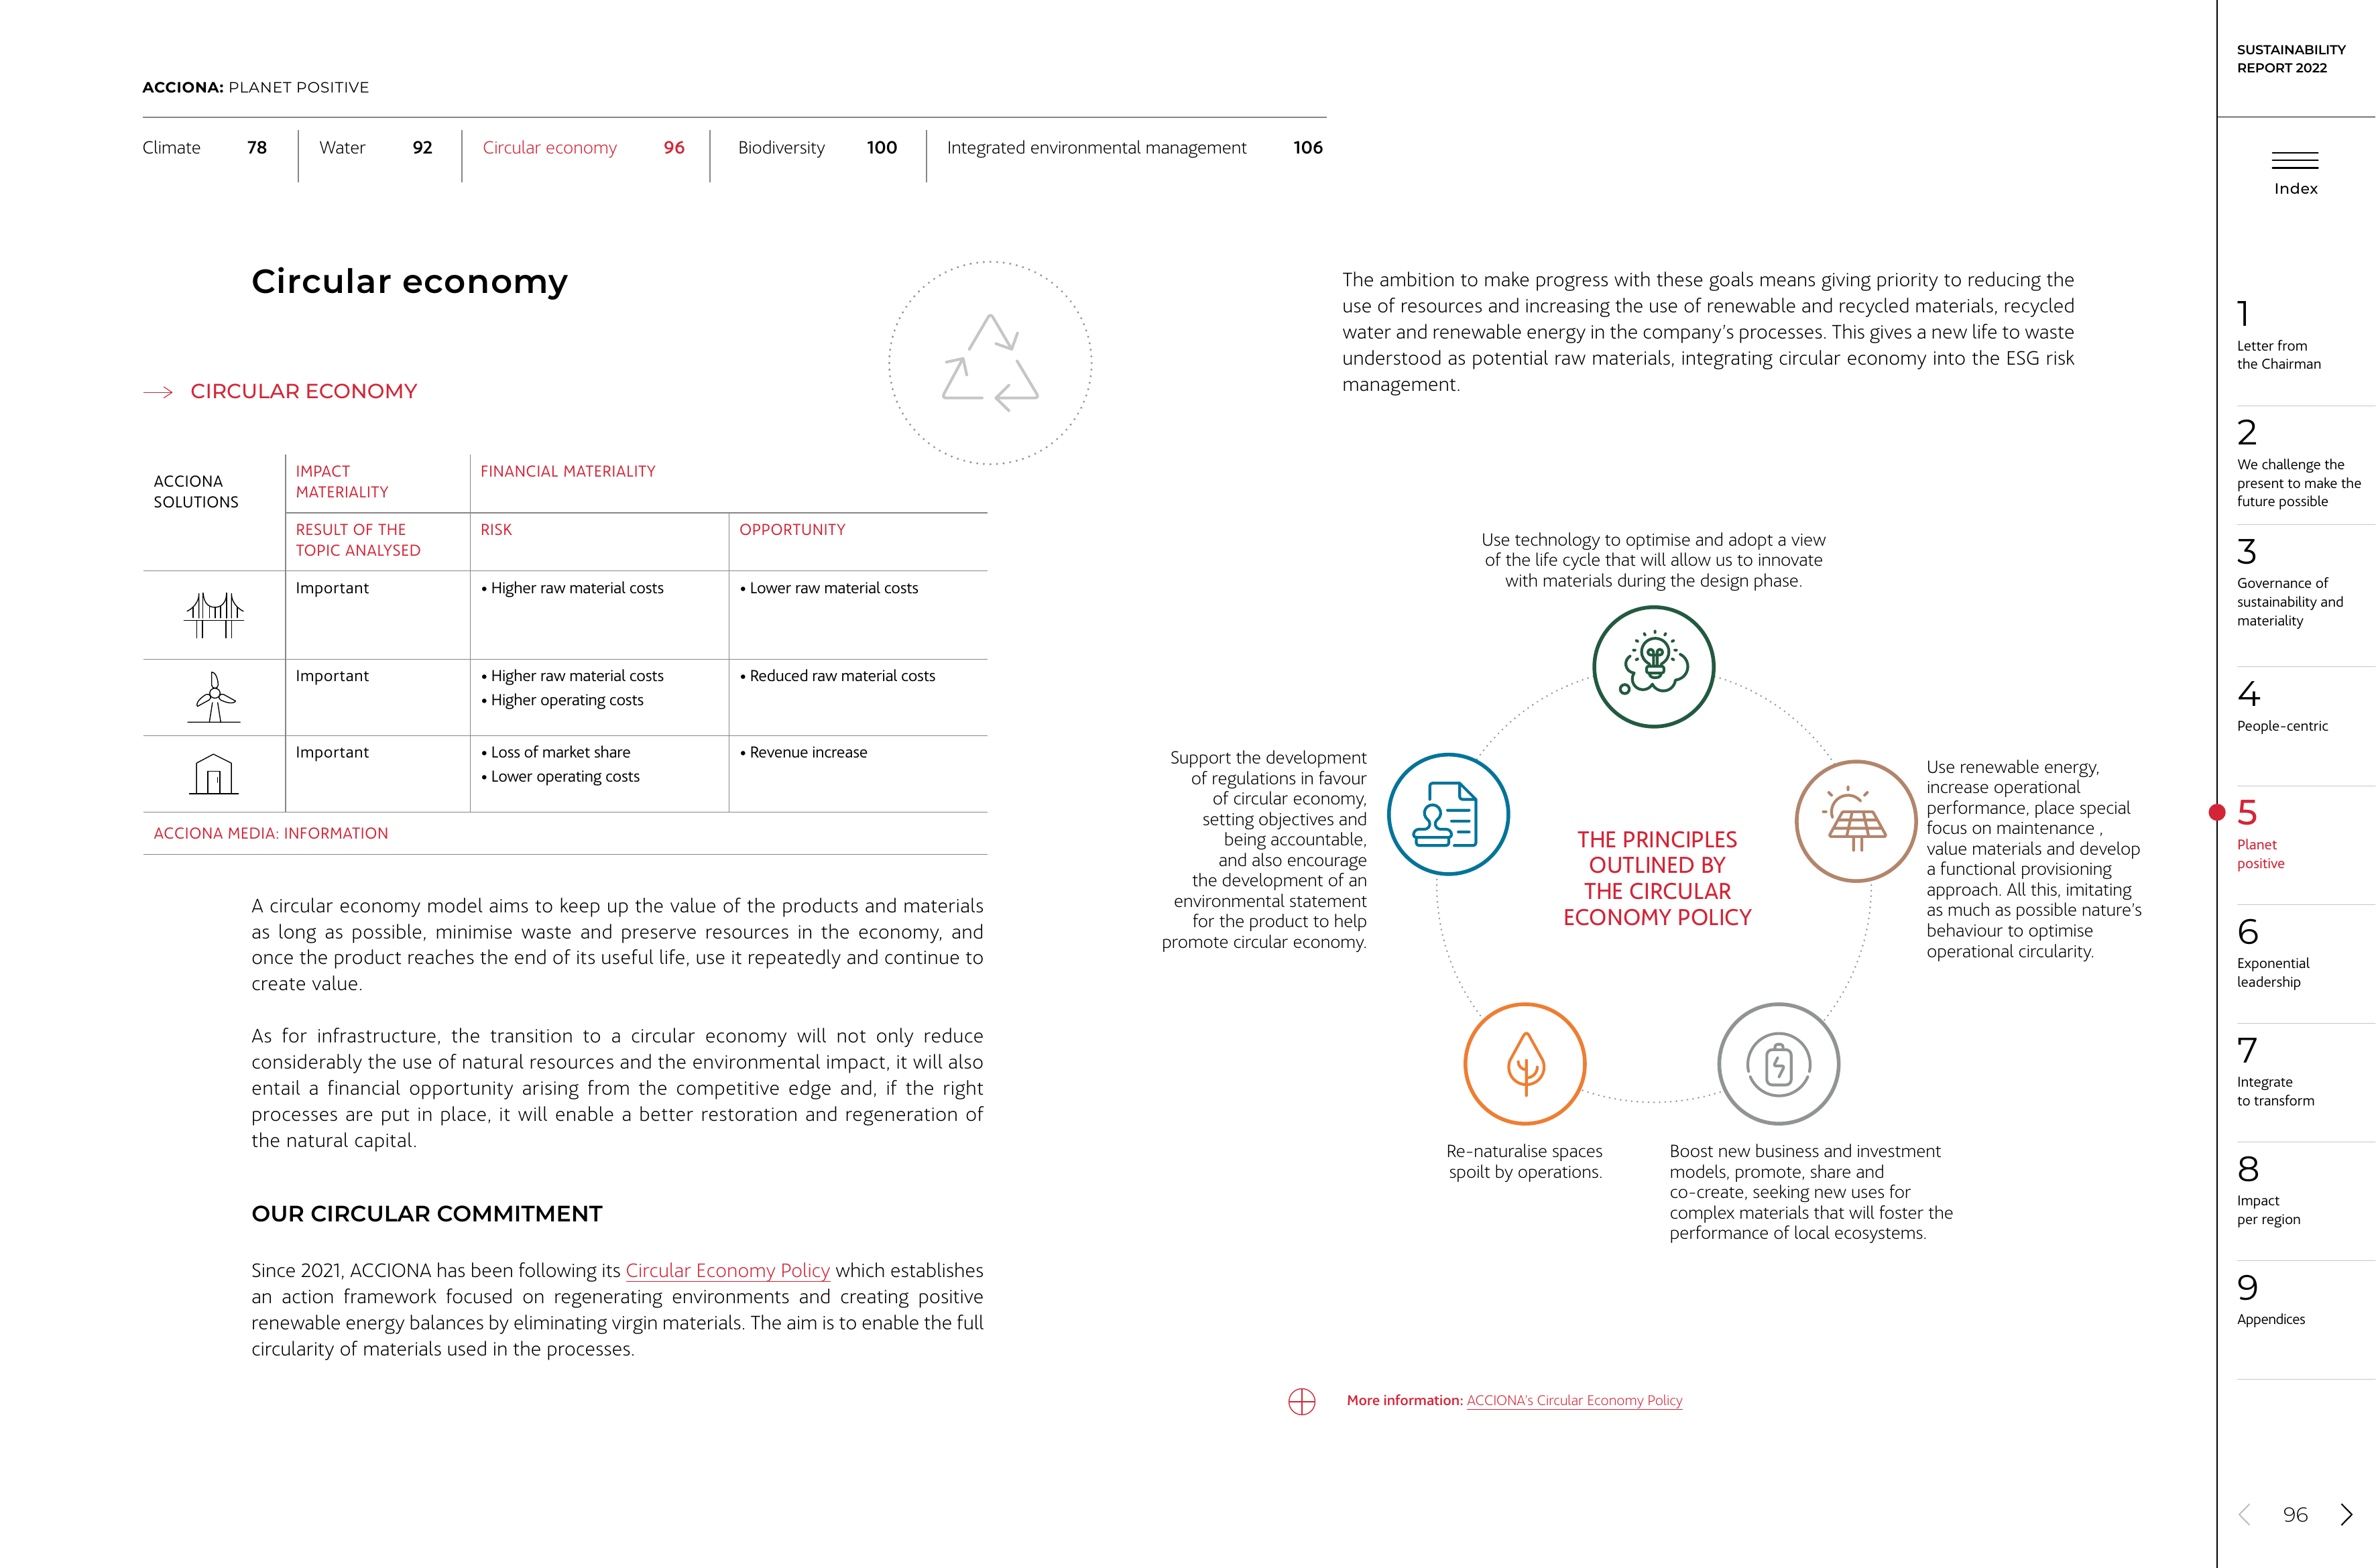 ACCIONA: PLANET POSITIVE
Climate 78
Water 92
Circular economy 96
Biodiversity 100
Integrated environmental management 106
Circular economy
CIRCULAR ECONOMY
ACCIONA
SOLUTIONS
IMPACT
MATERIALITY
FINANCIAL MATERIALITY
RESULT OF THE
TOPIC ANALYSED
RISK
OPPORTUNITY
Important
• Higher raw material costs
• Lower raw material costs
Important
• Higher raw material costs
• Higher operating costs
• Reduced raw material costs
Important
• Loss of market share
• Lower operating costs
• Revenue increase
ACCIONA MEDIA: INFORMATION
A circular economy model aims to keep up the value of the products and materials
as long as possible, minimise waste and preserve resources in the economy, and
once the product reaches the end of its useful life, use it repeatedly and continue to
create value.
As for infrastructure, the transition to a circular economy will not only reduce
considerably the use of natural resources and the environmental impact, it will also
entail a financial opportunity arising from the competitive edge and, if the right
processes are put in place, it will enable a better restoration and regeneration of
the natural capital.
OUR CIRCULAR COMMITMENT
Since 2021, ACCIONA has been following its Circular Economy Policy which establishes
an action framework focused on regenerating environments and creating positive
renewable energy balances by eliminating virgin materials. The aim is to enable the full
circularity of materials used in the processes.
The ambition to make progress with these goals means giving priority to reducing the
use of resources and increasing the use of renewable and recycled materials, recycled
water and renewable energy in the company's processes. This gives a new life to waste
understood as potential raw materials, integrating circular economy into the ESG risk
management.
Use technology to optimise and adopt a view
of the life cycle that will allow us to innovate
with materials during the design phase.
Support the development
of regulations in favour
of circular economy,
setting objectives and
being accountable,
and also encourage
the development of an
environmental statement
for the product to help
promote circular economy.
THE PRINCIPLES
OUTLINED BY
THE CIRCULAR
ECONOMY POLICY
Use renewable energy,
increase operational
performance, place special
focus on maintenance ,
value materials and develop
a functional provisioning
approach. All this, imitating
as much as possible nature's
behaviour to optimise
operational circularity.
Re-naturalise spaces
spoilt by operations.
Boost new business and investment
models, promote, share and
co-create, seeking new uses for
complex materials that will foster the
performance of local ecosystems.
More information: ACCIONA's Circular Economy Policy
SUSTAINABILITY
REPORT 2022
Index
1
Letter from
the Chairman
2
We challenge the
present to make the
future possible
3
Governance of
sustainability and
materiality
4
People-centric
5
Planet
positive
6
Exponential
leadership
7
Integrate
to transform
8
Impact
per region
9
Appendices
96